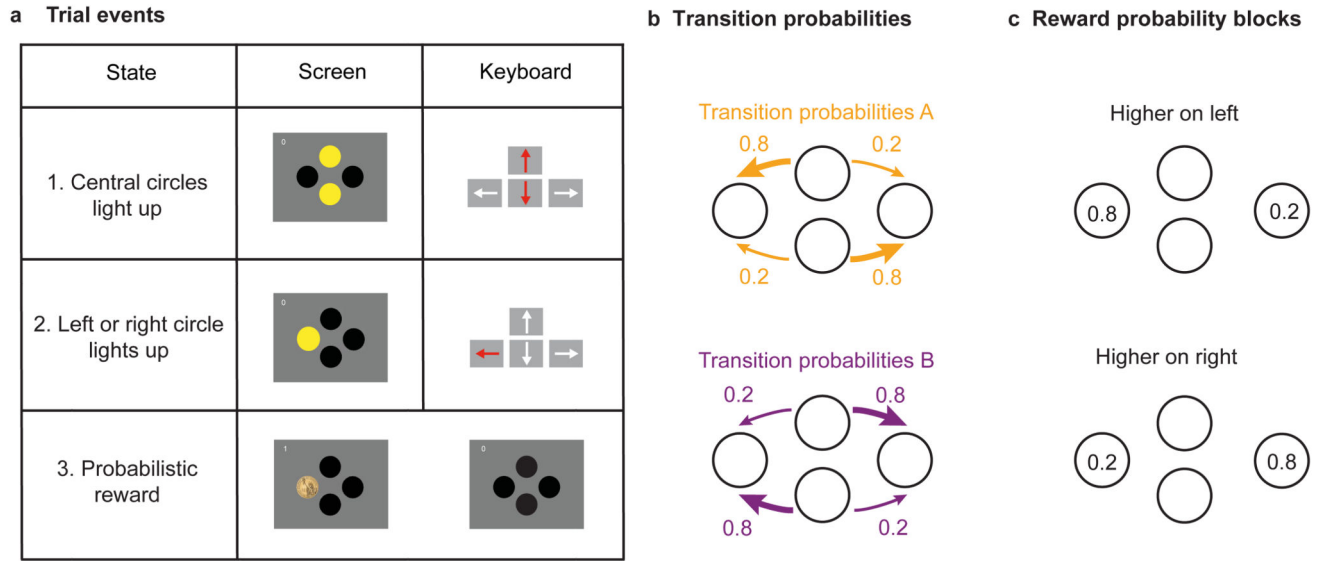 a Trial events
State Screen Keyboard
1. Central circles
light up
0
2. Left or right circle
lights up
0
3. Probabilistic
reward
1
0
b Transition probabilities
Transition probabilities A
0.8 0.2
0.2 0.8
Transition probabilities B
0.2 0.8
0.8 0.2
c Reward probability blocks
Higher on left
0.8 0.2
Higher on right
0.2 0.8